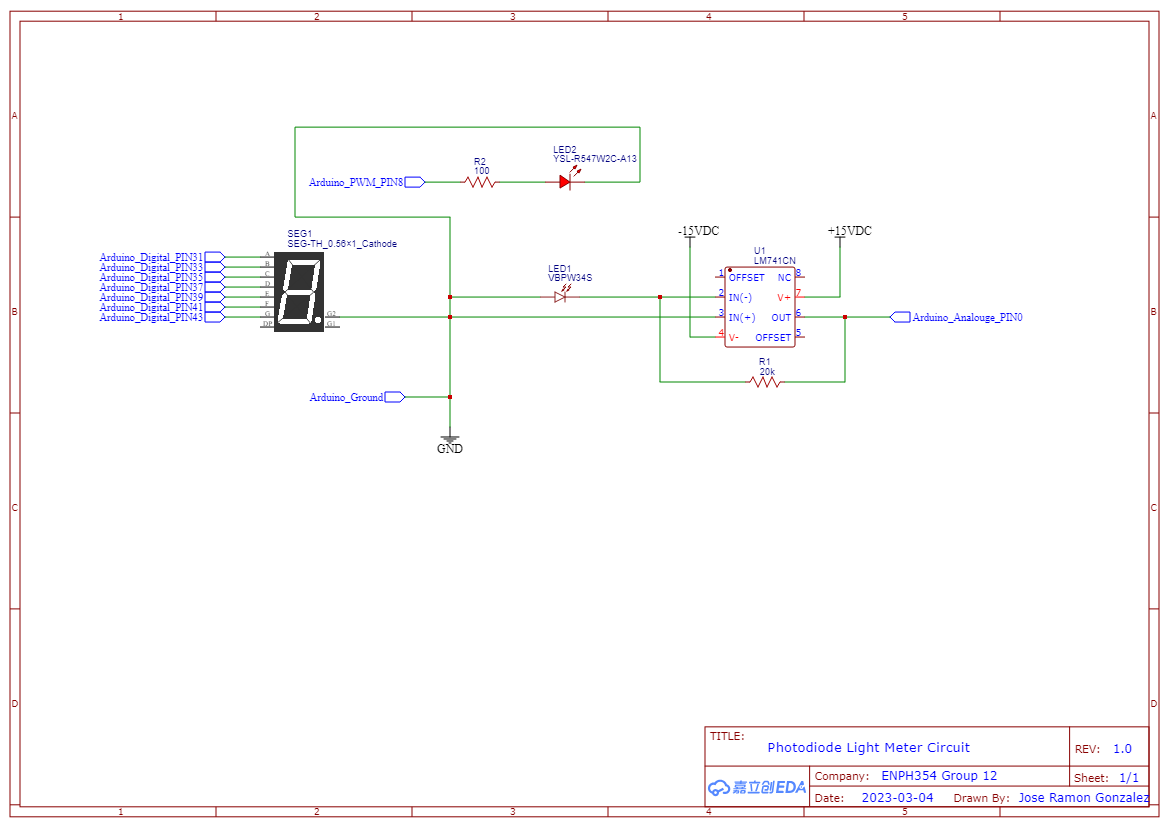 1 2 3 4 5
A A
LED2
YSL-R547W2C-A13
R2
100
Arduino_PWM_PIN8
SEG1
SEG-TH_0.56×1_Cathode
-15VDC
+15VDC
U1
LM741CN
Arduino_Digital_PIN31
Arduino_Digital_PIN33
Arduino_Digital_PIN35
Arduino_Digital_PIN37
Arduino_Digital_PIN39
Arduino_Digital_PIN41
Arduino_Digital_PIN43
A
B
C
D
E
F
G
DP
G2
G1
LED1
VBPW34S
1 OFFSET NC 8
2 IN(-) V+ 7
3 IN(+) OUT 6
4 V- OFFSET 5
Arduino_Analouge_PIN0
B B
R1
20k
Arduino_Ground
GND
C C
D D
TITLE:
Photodiode Light Meter Circuit
REV: 1.0
嘉立创EDA
Company: ENPH354 Group 12
Sheet: 1/1
Date: 2023-03-04 Drawn By: Jose Ramon Gonzalez
1 2 3 4 5